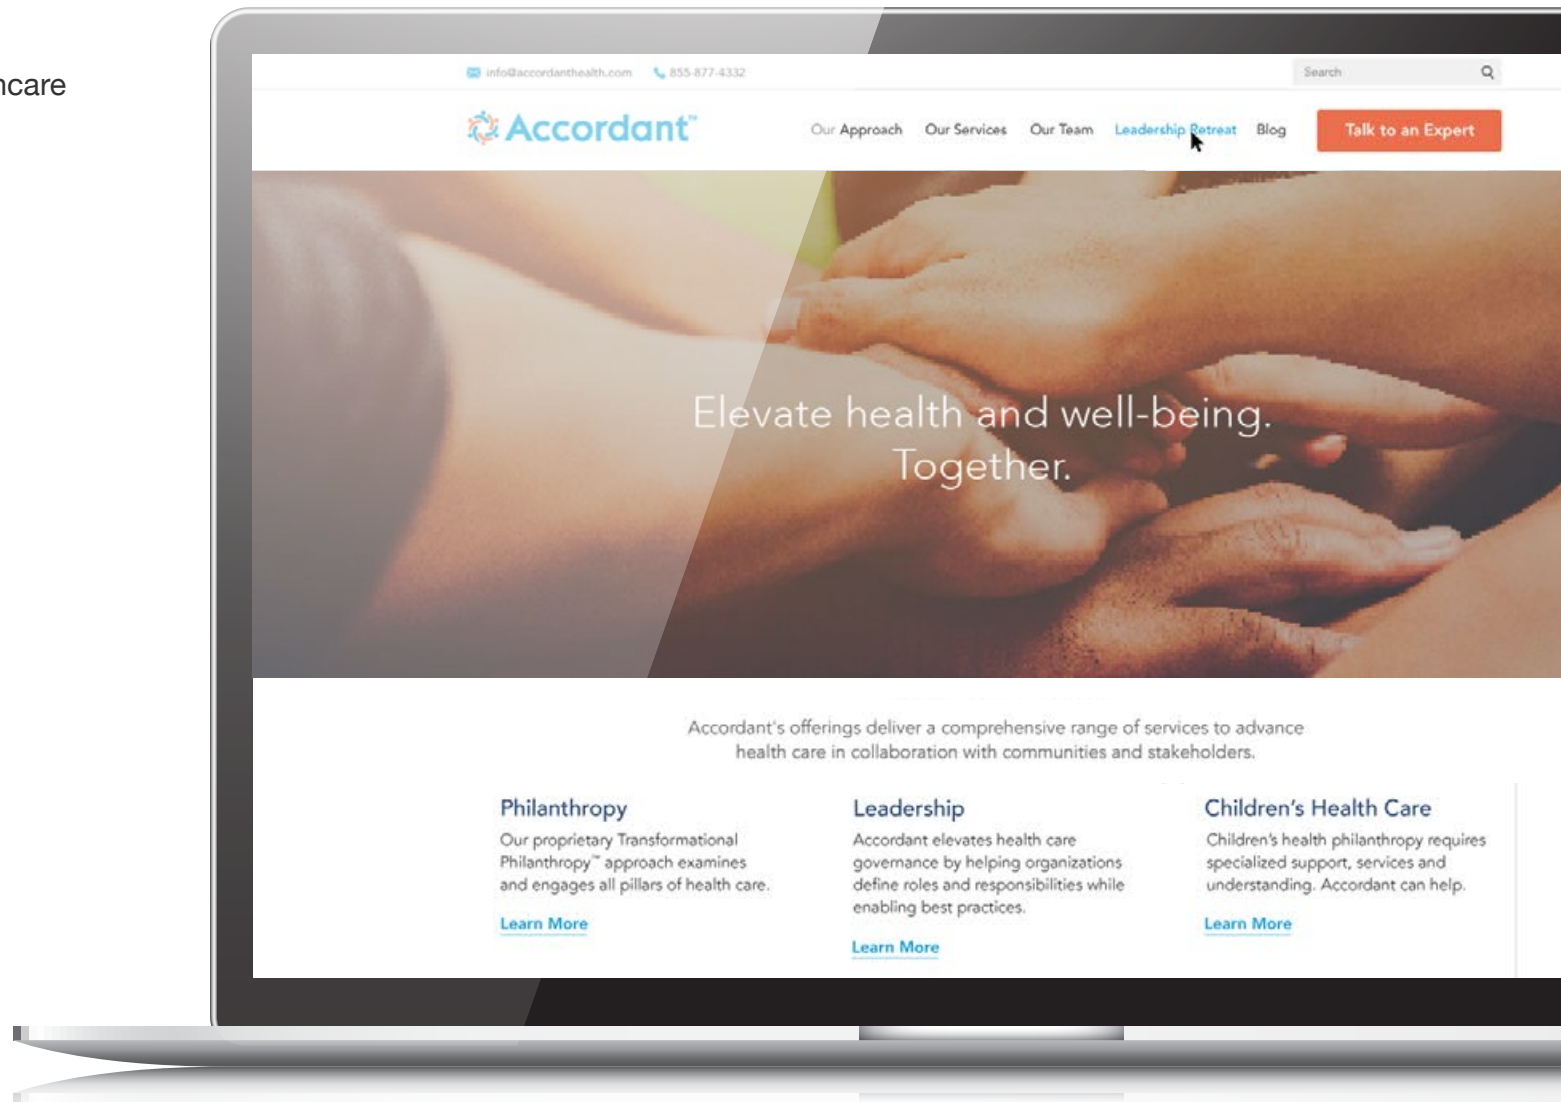 ncare
info@accordanthealth.com 855-877-4332
Search
Accordant™
Our Approach Our Services Our Team Leadership Retreat Blog Talk to an Expert
Elevate health and well-being.
Together.
Accordant's offerings deliver a comprehensive range of services to advance
health care in collaboration with communities and stakeholders.
Philanthropy
Our proprietary Transformational
Philanthropy™ approach examines
and engages all pillars of health care.
Learn More
Leadership
Accordant elevates health care
governance by helping organizations
define roles and responsibilities while
enabling best practices.
Learn More
Children's Health Care
Children's health philanthropy requires
specialized support, services and
understanding. Accordant can help.
Learn More